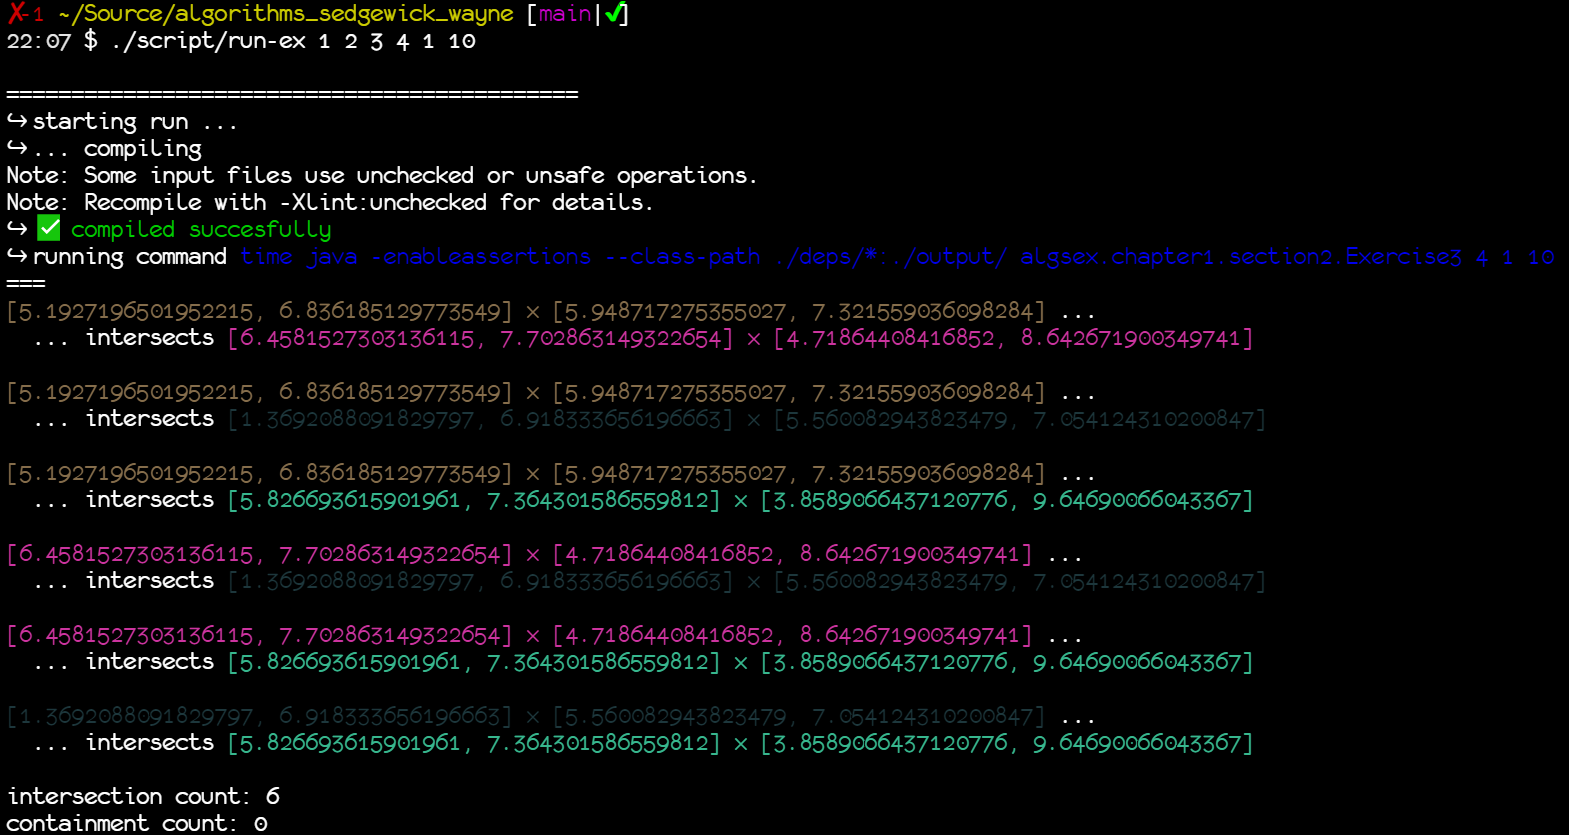 ✗-1 ~/Source/algorithms_sedgewick_wayne [main|✔]
22:07 $ ./script/run-ex 1 2 3 4 1 10
============================================
↪starting run ...
↪... compiling
Note: Some input files use unchecked or unsafe operations.
Note: Recompile with -Xlint:unchecked for details.
↪ ✅ compiled succesfully
↪running command time java -enableassertions --class-path ./deps/*:./output/ algsex.chapter1.section2.Exercise3 4 1 10
===
[5.1927196501952215, 6.836185129773549] × [5.948717275355027, 7.321559036098284] ...
... intersects [6.4581527303136115, 7.702863149322654] × [4.71864408416852, 8.642671900349741]
[5.1927196501952215, 6.836185129773549] × [5.948717275355027, 7.321559036098284] ...
... intersects [1.3692088091829797, 6.918333656196663] × [5.560082943823479, 7.054124310200847]
[5.1927196501952215, 6.836185129773549] × [5.948717275355027, 7.321559036098284] ...
... intersects [5.826693615901961, 7.364301586559812] × [3.8589066437120776, 9.64690066043367]
[6.4581527303136115, 7.702863149322654] × [4.71864408416852, 8.642671900349741] ...
... intersects [1.3692088091829797, 6.918333656196663] × [5.560082943823479, 7.054124310200847]
[6.4581527303136115, 7.702863149322654] × [4.71864408416852, 8.642671900349741] ...
... intersects [5.826693615901961, 7.364301586559812] × [3.8589066437120776, 9.64690066043367]
[1.3692088091829797, 6.918333656196663] × [5.560082943823479, 7.054124310200847] ...
... intersects [5.826693615901961, 7.364301586559812] × [3.8589066437120776, 9.64690066043367]
intersection count: 6
containment count: 0